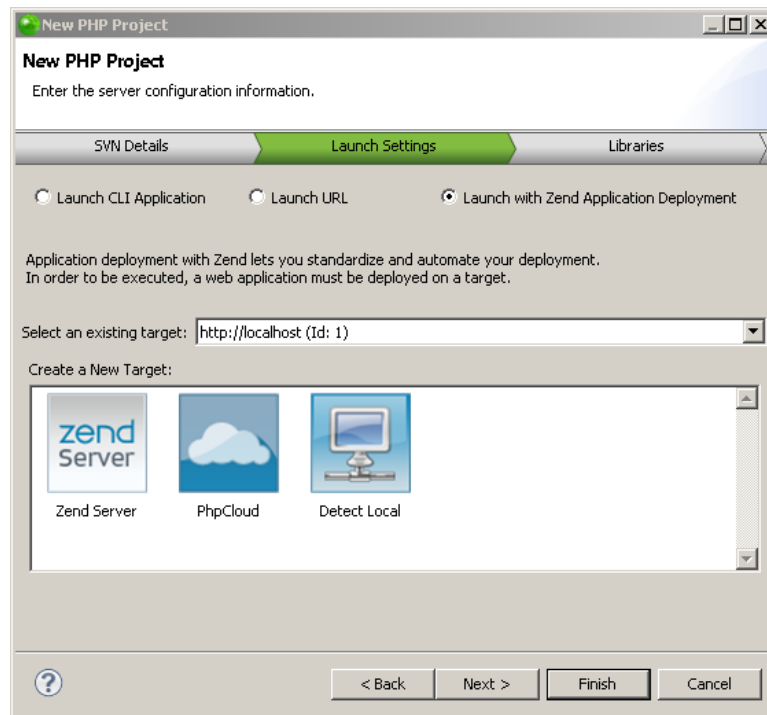 New PHP Project
New PHP Project
Enter the server configuration information.
SVN Details Launch Settings Libraries
Launch CLI Application Launch URL Launch with Zend Application Deployment
Application deployment with Zend lets you standardize and automate your deployment.
In order to be executed, a web application must be deployed on a target.
Select an existing target: http://localhost (Id: 1)
Create a New Target:
zend
Server
Zend Server PhpCloud Detect Local
? < Back Next > Finish Cancel